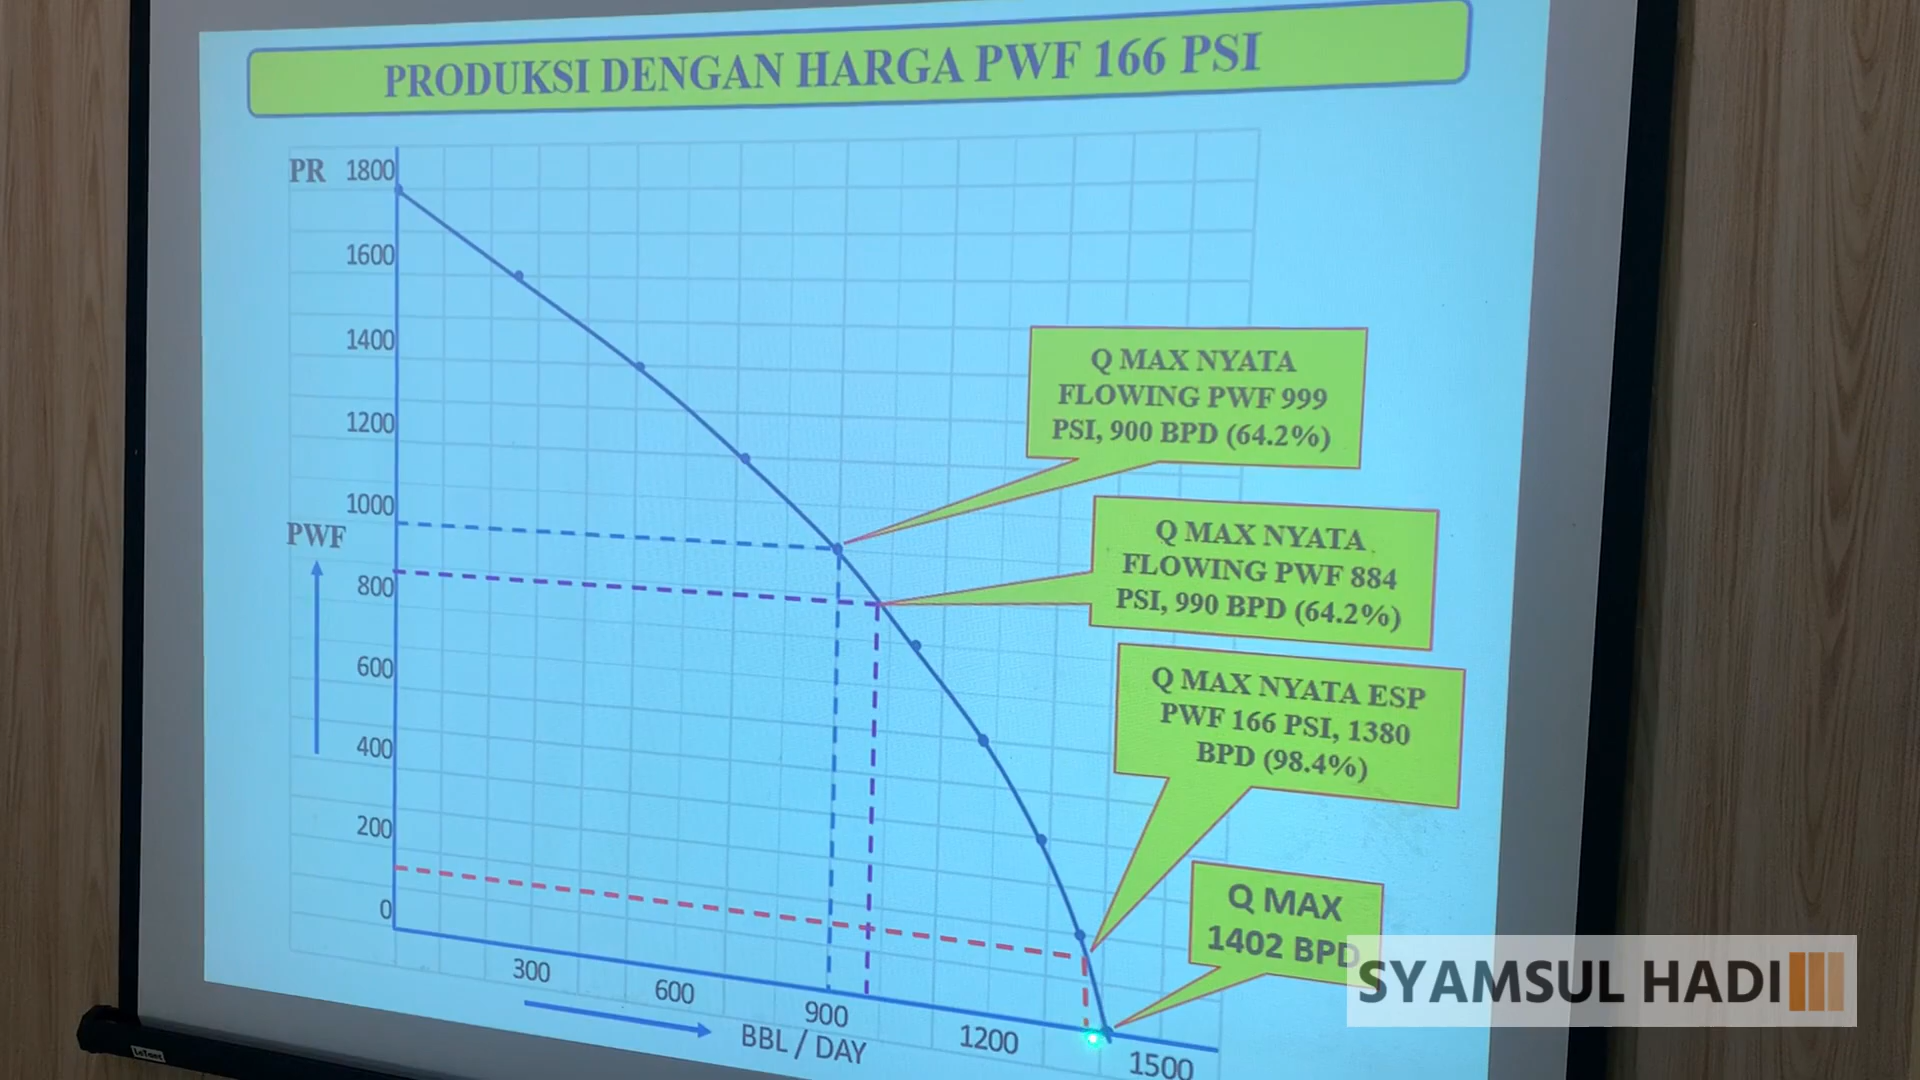 PRODUKSI DENGAN HARGA PWF 166 PSI
PR
1800
1600
1400
1200
1000
PWF
800
600
400
200
0
300
600
900
1200
1500
BBL / DAY
Q MAX NYATA
FLOWING PWF 999
PSI, 900 BPD (64.2%)
Q MAX NYATA
FLOWING PWF 884
PSI, 990 BPD (64.2%)
Q MAX NYATA ESP
PWF 166 PSI, 1380
BPD (98.4%)
Q MAX
1402 BPD
SYAMSUL HADI